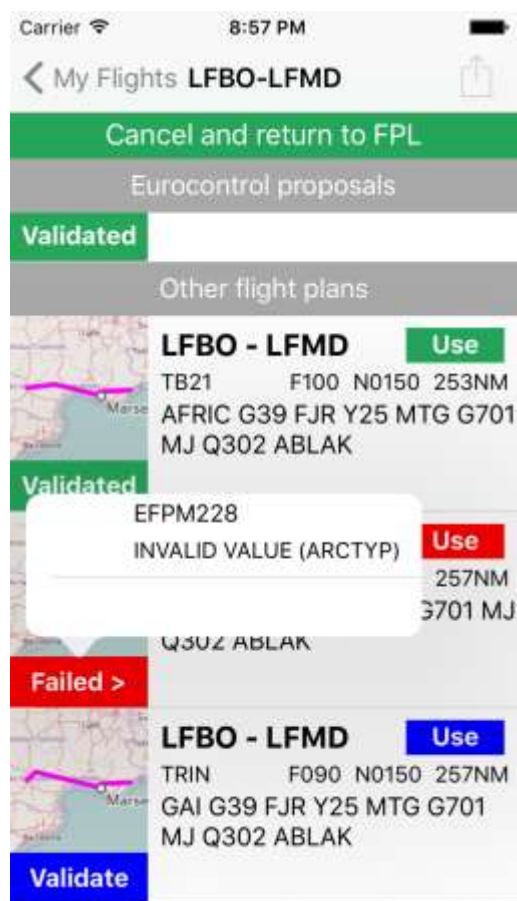 Carrier 8:57 PM
My Flights LFBO-LFMD
Cancel and return to FPL
Eurocontrol proposals
Validated
Other flight plans
LFBO - LFMD Use
TB21 F100 N0150 253NM
AFRIC G39 FJR Y25 MTG G701
MJ Q302 ABLAK
Marse
Validated
EFPM228
INVALID VALUE (ARCTYP)
Use
257NM
G701 MJ
Q302 ABLAK
Failed >
LFBO - LFMD Use
TRIN F090 N0150 257NM
GAI G39 FJR Y25 MTG G701
MJ Q302 ABLAK
Marse
Validate